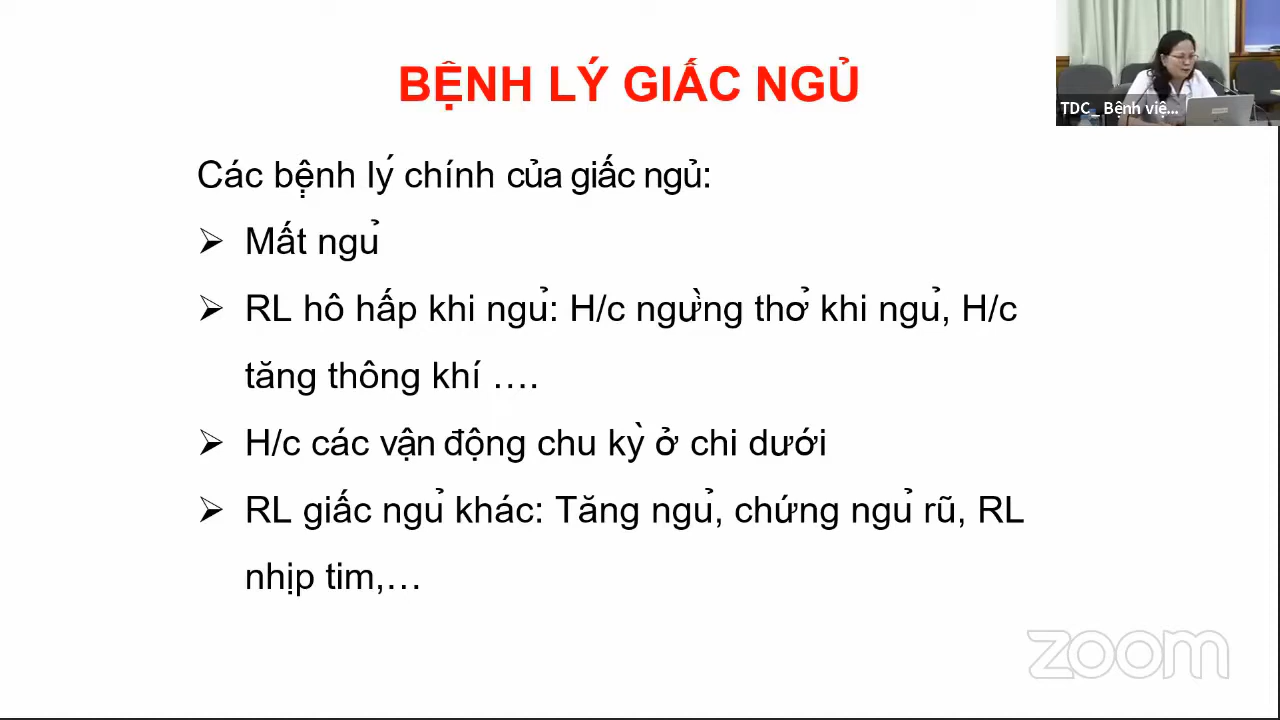 BỆNH LÝ GIẤC NGỦ
TDC_ Bệnh việ...
Các bệnh lý chính của giấc ngủ:
Mất ngủ
RL hô hấp khi ngủ: H/c ngừng thở khi ngủ, H/c
tăng thông khí ….
H/c các vận động chu kỳ ở chi dưới
RL giấc ngủ khác: Tăng ngủ, chứng ngủ rũ, RL
nhịp tim,…
zoom